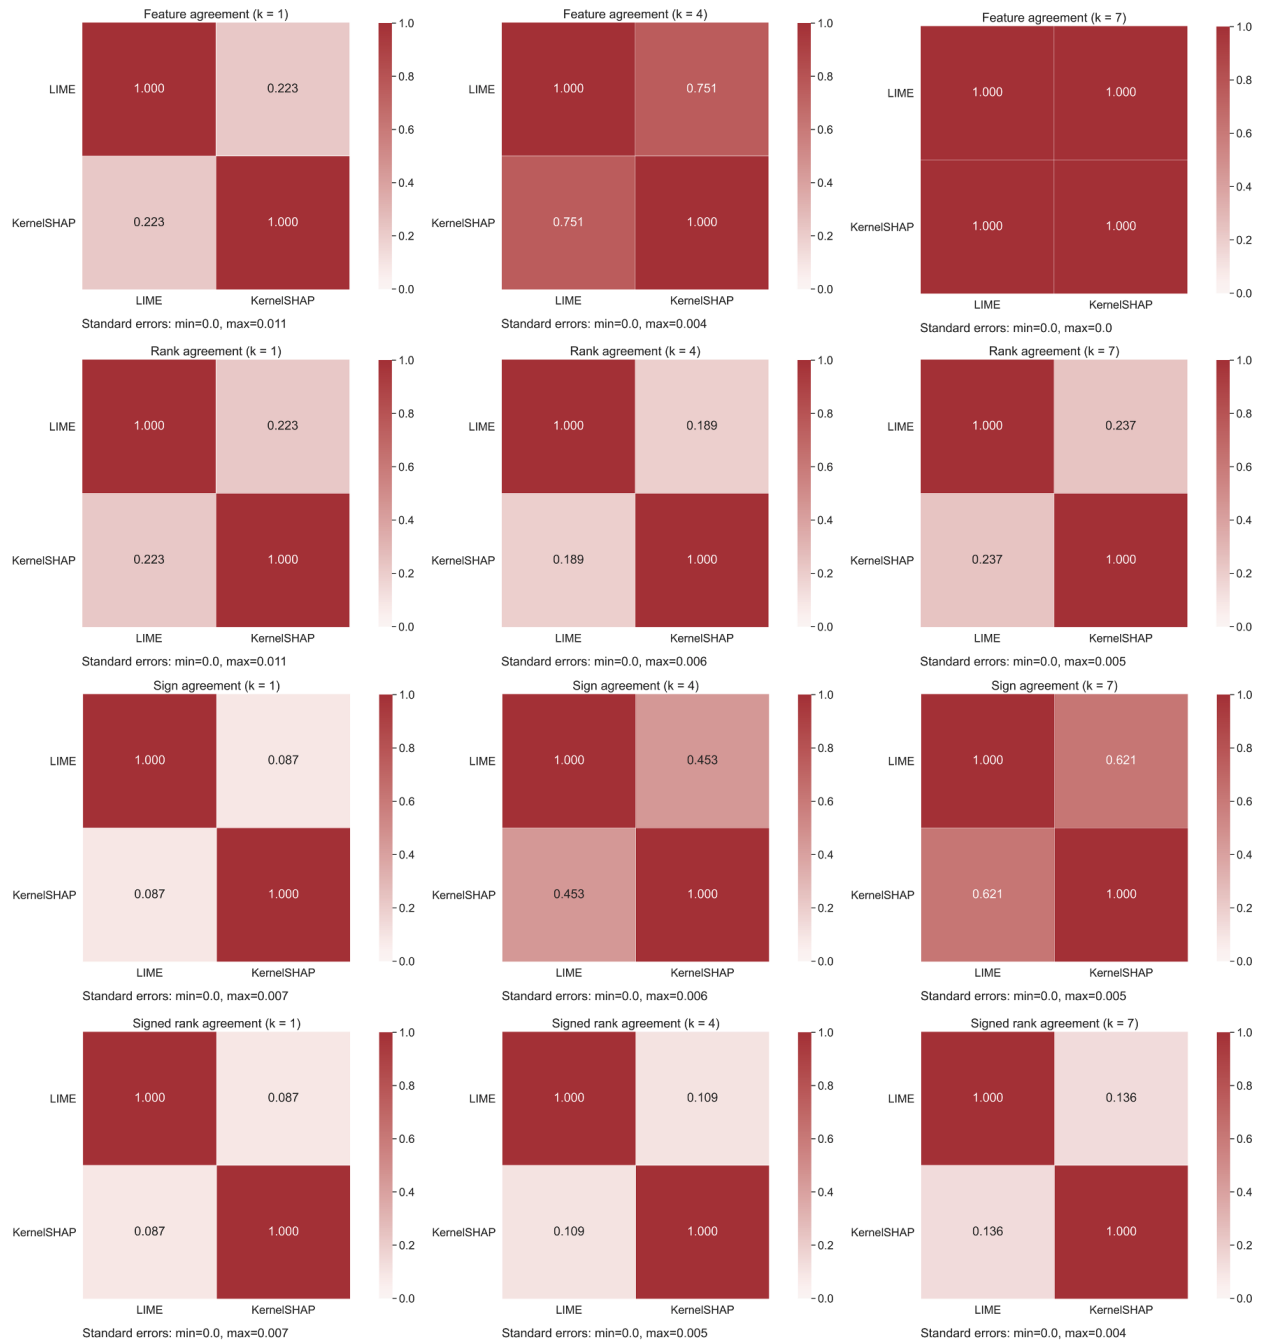 Feature agreement (k = 1)
1.0
LIME
1.000
0.223
0.8
0.6
0.4
KernelSHAP
0.223
1.000
0.2
0.0
LIME
KernelSHAP
Standard errors: min=0.0, max=0.011
Feature agreement (k = 4)
1.0
LIME
1.000
0.751
0.8
0.6
0.4
KernelSHAP
0.751
1.000
0.2
0.0
LIME
KernelSHAP
Standard errors: min=0.0, max=0.004
Feature agreement (k = 7)
1.0
LIME
1.000
1.000
0.8
0.6
0.4
KernelSHAP
1.000
1.000
0.2
0.0
LIME
KernelSHAP
Standard errors: min=0.0, max=0.0
Rank agreement (k = 1)
1.0
LIME
1.000
0.223
0.8
0.6
0.4
KernelSHAP
0.223
1.000
0.2
0.0
LIME
KernelSHAP
Standard errors: min=0.0, max=0.011
Rank agreement (k = 4)
1.0
LIME
1.000
0.189
0.8
0.6
0.4
KernelSHAP
0.189
1.000
0.2
0.0
LIME
KernelSHAP
Standard errors: min=0.0, max=0.006
Rank agreement (k = 7)
1.0
LIME
1.000
0.237
0.8
0.6
0.4
KernelSHAP
0.237
1.000
0.2
0.0
LIME
KernelSHAP
Standard errors: min=0.0, max=0.005
Sign agreement (k = 1)
1.0
LIME
1.000
0.087
0.8
0.6
0.4
KernelSHAP
0.087
1.000
0.2
0.0
LIME
KernelSHAP
Standard errors: min=0.0, max=0.007
Sign agreement (k = 4)
1.0
LIME
1.000
0.453
0.8
0.6
0.4
KernelSHAP
0.453
1.000
0.2
0.0
LIME
KernelSHAP
Standard errors: min=0.0, max=0.006
Sign agreement (k = 7)
1.0
LIME
1.000
0.621
0.8
0.6
0.4
KernelSHAP
0.621
1.000
0.2
0.0
LIME
KernelSHAP
Standard errors: min=0.0, max=0.005
Signed rank agreement (k = 1)
1.0
LIME
1.000
0.087
0.8
0.6
0.4
KernelSHAP
0.087
1.000
0.2
0.0
LIME
KernelSHAP
Standard errors: min=0.0, max=0.007
Signed rank agreement (k = 4)
1.0
LIME
1.000
0.109
0.8
0.6
0.4
KernelSHAP
0.109
1.000
0.2
0.0
LIME
KernelSHAP
Standard errors: min=0.0, max=0.005
Signed rank agreement (k = 7)
1.0
LIME
1.000
0.136
0.8
0.6
0.4
KernelSHAP
0.136
1.000
0.2
0.0
LIME
KernelSHAP
Standard errors: min=0.0, max=0.004